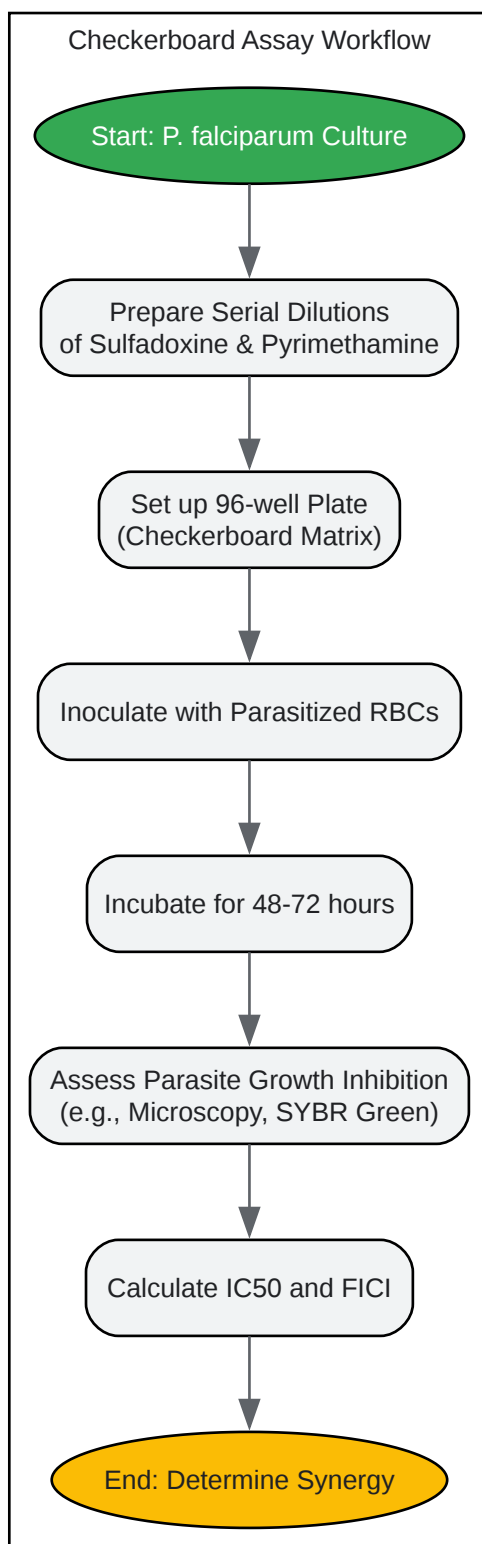 Checkerboard Assay Workflow
Start: P. falciparum Culture
Prepare Serial Dilutions
of Sulfadoxine & Pyrimethamine
Set up 96-well Plate
(Checkerboard Matrix)
Inoculate with Parasitized RBCs
Incubate for 48-72 hours
Assess Parasite Growth Inhibition
(e.g., Microscopy, SYBR Green)
Calculate IC50 and FICI
End: Determine Synergy